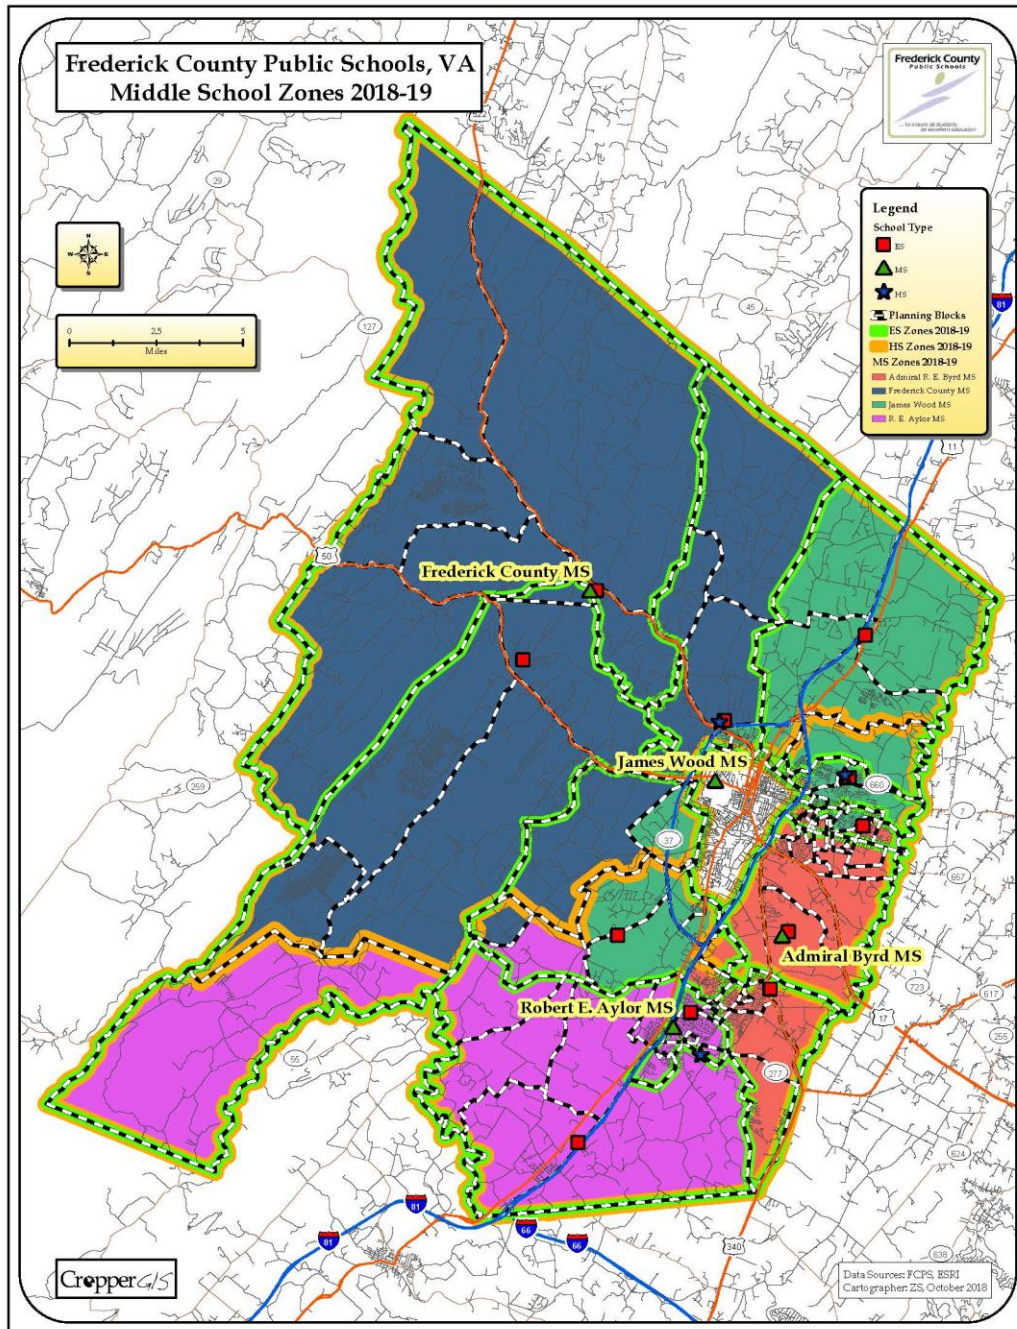 Frederick County Public Schools, VA
Middle School Zones 2018-19
Frederick County
Public Schools
... to ensure all students
an excellent education
522
29
N
W E
S
0 2.5 5
Miles
127
45
81
11
Legend
School Type
ES
MS
HS
Planning Blocks
ES Zones 2018-19
HS Zones 2018-19
MS Zones 2018-19
Admiral R. E. Byrd MS
Frederick County MS
James Wood MS
R. E. Aylor MS
50
Frederick County MS
James Wood MS
259
660
7
37
657
Admiral Byrd MS
723
617
Robert E. Aylor MS
17
255
55
277
624
81
81
66
66
340
638
CropperGIS
Data Sources: FCPS, ESRI
Cartographer: ZS, October 2018